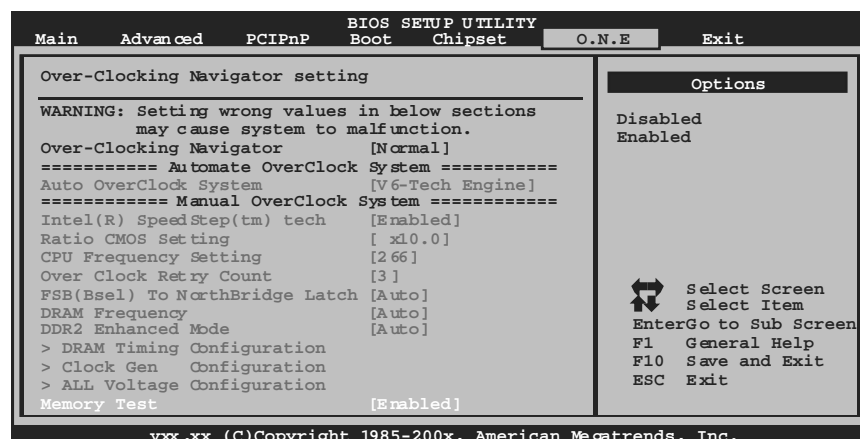 BIOS SETUP UTILITY
Main Advanced PCIPnP Boot Chipset O.N.E Exit
Over-Clocking Navigator setting
WARNING: Setting wrong values in below sections
may cause system to malfunction.
Over-Clocking Navigator [Normal]
=========== Automate OverClock System ===========
Auto OverClock System [V6-Tech Engine]
============ Manual OverClock System ============
Intel(R) SpeedStep(tm) tech [Enabled]
Ratio CMOS Setting [ x10.0]
CPU Frequency Setting [266]
Over Clock Retry Count [3]
FSB(Bsel) To NorthBridge Latch [Auto]
DRAM Frequency [Auto]
DDR2 Enhanced Mode [Auto]
> DRAM Timing Configuration
> Clock Gen Configuration
> ALL Voltage Configuration
Memory Test [Enabled]
Options
Disabled
Enabled
Select Screen
Select Item
EnterGo to Sub Screen
F1 General Help
F10 Save and Exit
ESC Exit
vxx.xx (C)Copyright 1985-200x, American Megatrends, Inc.